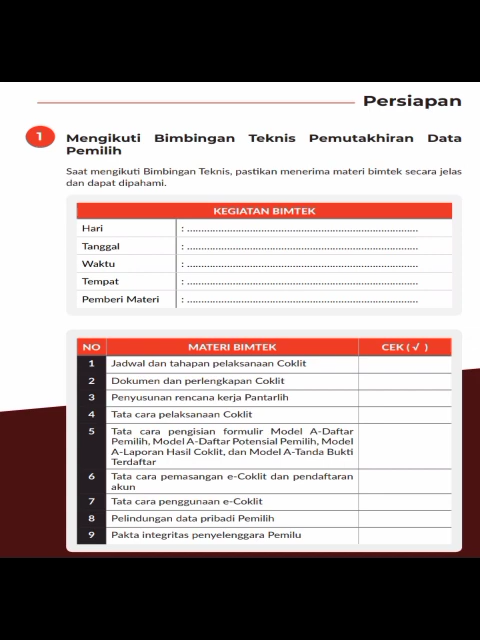 Persiapan
1
Mengikuti Bimbingan Teknis Pemutakhiran Data
Pemilih
Saat mengikuti Bimbingan Teknis, pastikan menerima materi bimtek secara jelas
dan dapat dipahami.
KEGIATAN BIMTEK
Hari : ................................................................................
Tanggal : ................................................................................
Waktu : ................................................................................
Tempat : ................................................................................
Pemberi Materi : ................................................................................
NO MATERI BIMTEK CEK ( √ )
1 Jadwal dan tahapan pelaksanaan Coklit
2 Dokumen dan perlengkapan Coklit
3 Penyusunan rencana kerja Pantarlih
4 Tata cara pelaksanaan Coklit
5 Tata cara pengisian formulir Model A-Daftar
Pemilih, Model A-Daftar Potensial Pemilih, Model
A-Laporan Hasil Coklit, dan Model A-Tanda Bukti
Terdaftar
6 Tata cara pemasangan e-Coklit dan pendaftaran
akun
7 Tata cara penggunaan e-Coklit
8 Pelindungan data pribadi Pemilih
9 Pakta integritas penyelenggara Pemilu